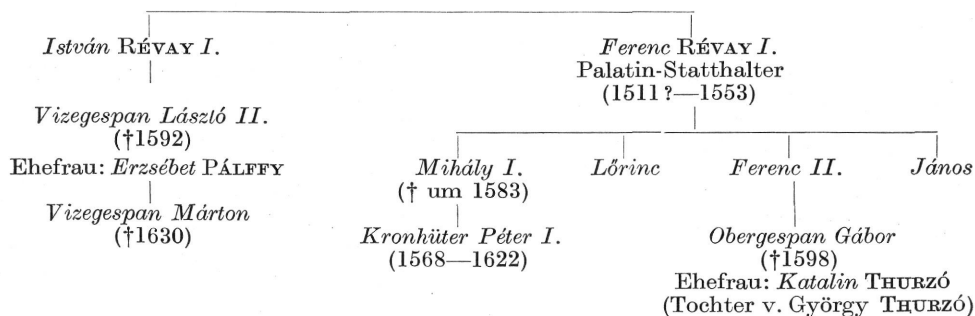 István RÉVAY I.
Ferenc RÉVAY I.
Palatin-Statthalter
(1511?—1553)
Vizegespan László II.
(†1592)
Ehefrau: Erzsébet PÁLFFY
Mihály I.
(† um 1583)
Lőrinc
Ferenc II.
János
Vizegespan Márton
(†1630)
Kronhüter Péter I.
(1568—1622)
Obergespan Gábor
(†1598)
Ehefrau: Katalin THURZÓ
(Tochter v. György THURZÓ)